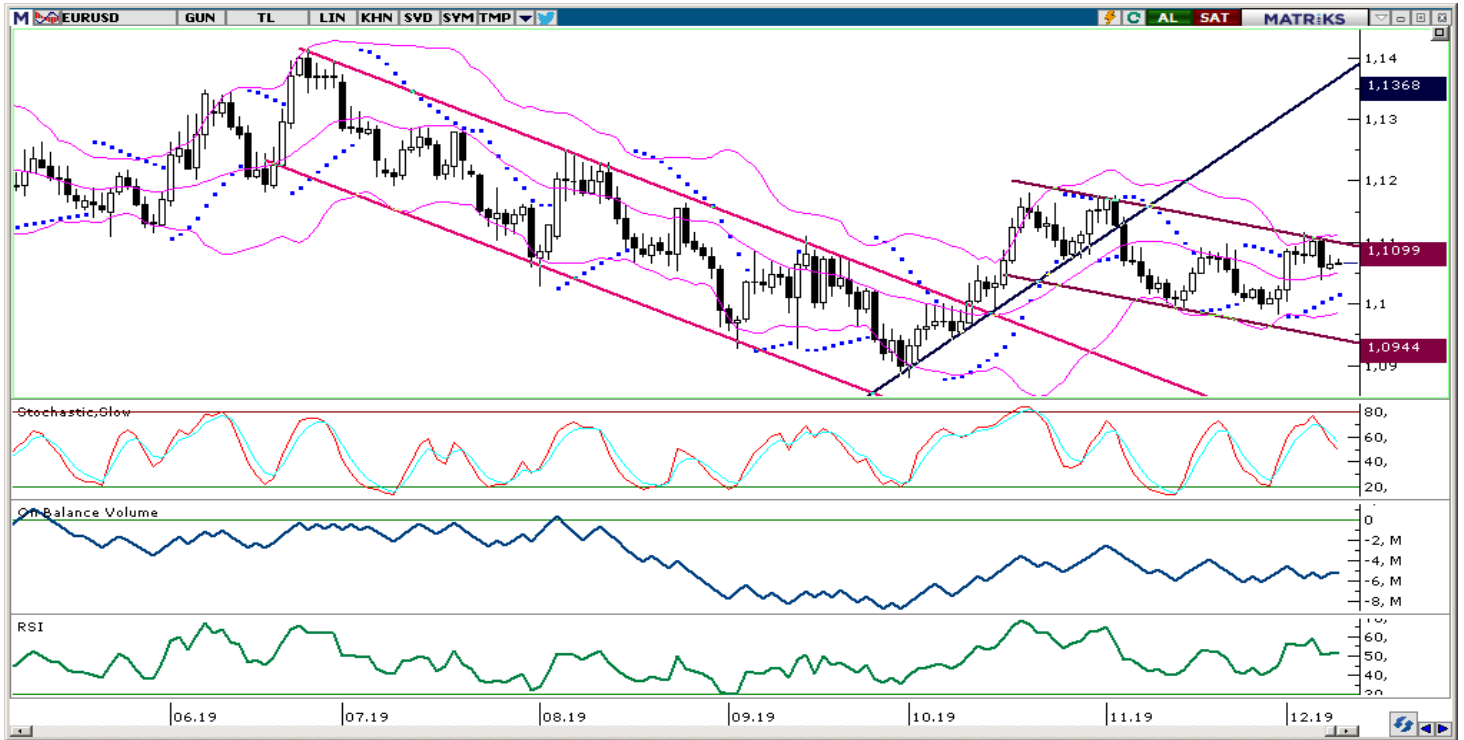 M EURUSD GUN TL LIN KHN SVD SYM TMP AL SAT MATRiKS
1,14
1,1368
1,13
1,12
1,11
1,1099
1,1
1,0944
1,09
Stochastic,Slow
80,
60,
40,
20,
On Balance Volume
0
-2, M
-4, M
-6, M
-8, M
RSI
60,
50,
40,
06.19 07.19 08.19 09.19 10.19 11.19 12.19